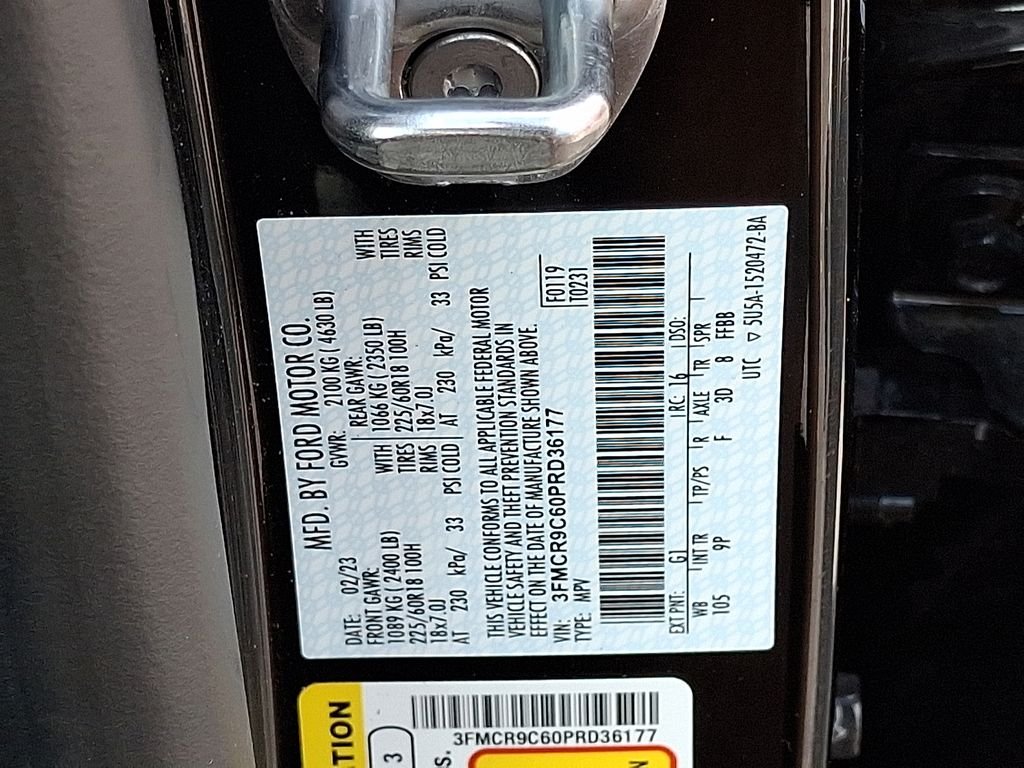 MFD. BY FORD MOTOR CO.
DATE: 02/23
GVWR: 2100 KG ( 4630 LB)
FRONT GAWR:
REAR GAWR:
1089 KG ( 2400 LB) WITH 1066 KG ( 2350 LB) WITH
225/60R18 100H TIRES 225/60R18 100H TIRES
18x7.0J RIMS 18x7.0J RIMS
AT 230 kPa/ 33 PSI COLD AT 230 kPa/ 33 PSI COLD
THIS VEHICLE CONFORMS TO ALL APPLICABLE FEDERAL MOTOR
VEHICLE SAFETY AND THEFT PREVENTION STANDARDS IN
EFFECT ON THE DATE OF MANUFACTURE SHOWN ABOVE.
VIN: 3FMCR9C60PRD36177
TYPE: MPV
F0119
T0231
EXT PNT: G1 RC: 16 DSO:
WB INT TR TP/PS R AXLE TR SPR
105 9P F 3D 8 FFBB
UTC ▽ 5U5A-1520472-BA
TION
3
S.
3FMCR9C60PRD36177
N